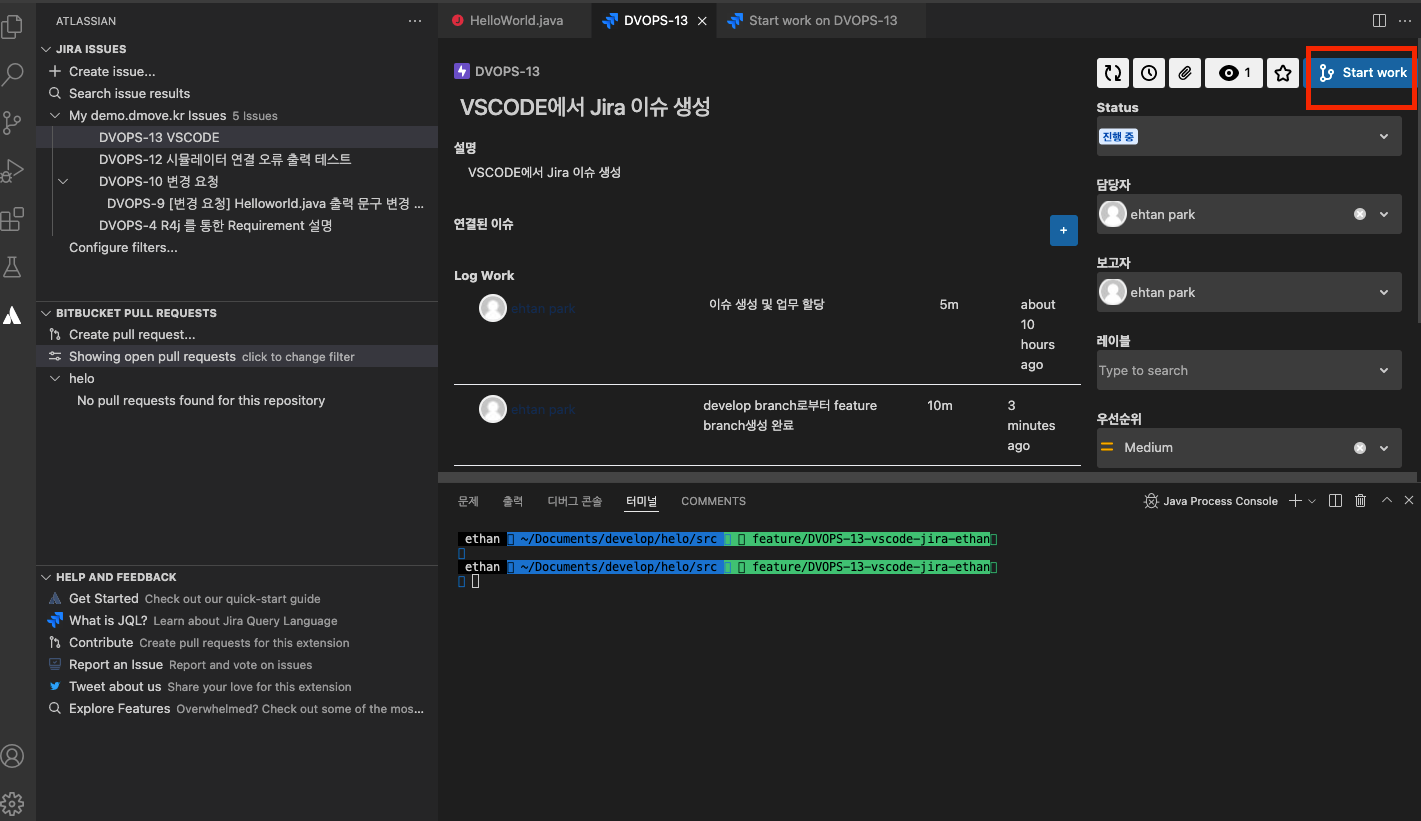 ATLASSIAN
JIRA ISSUES
Create issue...
Search issue results
My demo.dmove.kr Issues 5 Issues
DVOPS-13 VSCODE
DVOPS-12 시뮬레이터 연결 오류 출력 테스트
DVOPS-10 변경 요청
DVOPS-9 [변경 요청] Helloworld.java 출력 문구 변경 ...
DVOPS-4 R4j 를 통한 Requirement 설명
Configure filters...
BITBUCKET PULL REQUESTS
Create pull request...
Showing open pull requests click to change filter
helo
No pull requests found for this repository
HELP AND FEEDBACK
Get Started Check out our quick-start guide
What is JQL? Learn about Jira Query Language
Contribute Create pull requests for this extension
Report an Issue Report and vote on issues
Tweet about us Share your love for this extension
Explore Features Overwhelmed? Check out some of the mos...
HelloWorld.java
DVOPS-13
Start work on DVOPS-13
DVOPS-13
VSCODE에서 Jira 이슈 생성
설명
VSCODE에서 Jira 이슈 생성
연결된 이슈
+
Log Work
ehtan park 이슈 생성 및 업무 할당 5m about
10
hours
ago
ehtan park develop branch로부터 feature 10m 3
branch생성 완료 minutes
ago
1
Start work
Status
진행 중
담당자
ehtan park
보고자
ehtan park
레이블
Type to search
우선순위
Medium
문제 출력 디버그 콘솔 터미널 COMMENTS
Java Process Console
ethan ~/Documents/develop/helo/src feature/DVOPS-13-vscode-jira-ethan
ethan ~/Documents/develop/helo/src feature/DVOPS-13-vscode-jira-ethan